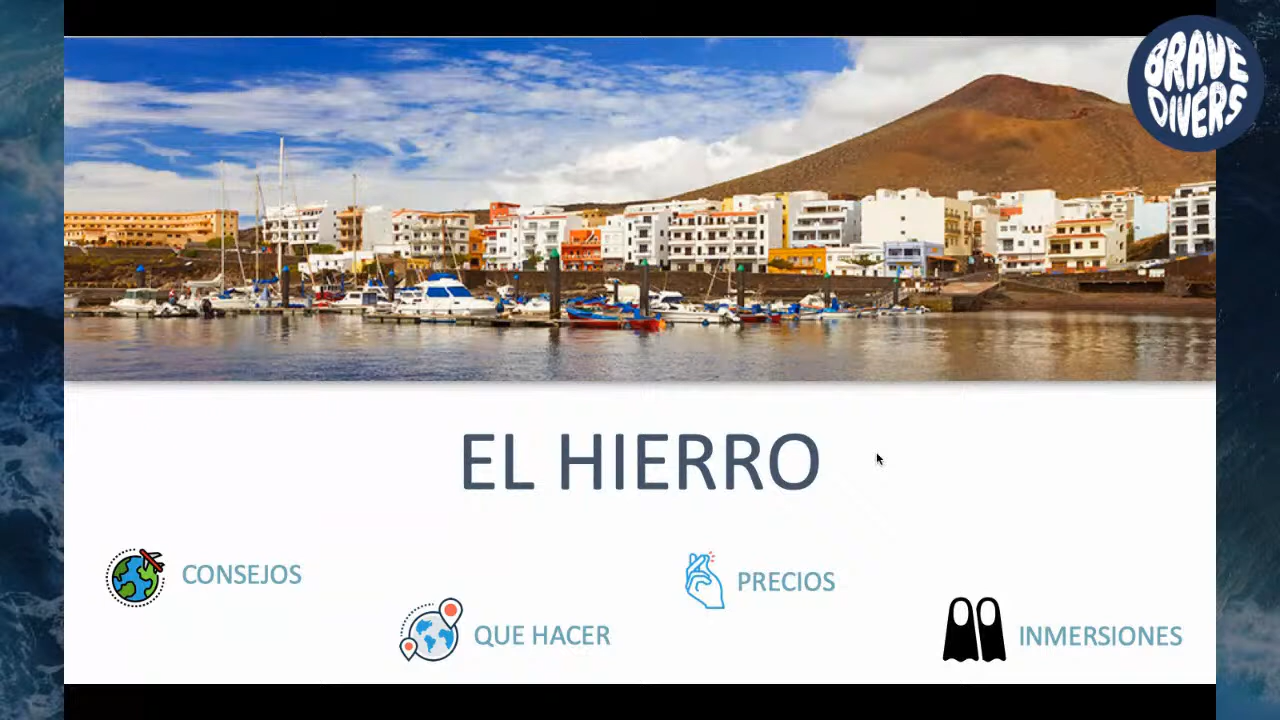 BRAVE
DIVERS
EL HIERRO
CONSEJOS
PRECIOS
QUE HACER
INMERSIONES